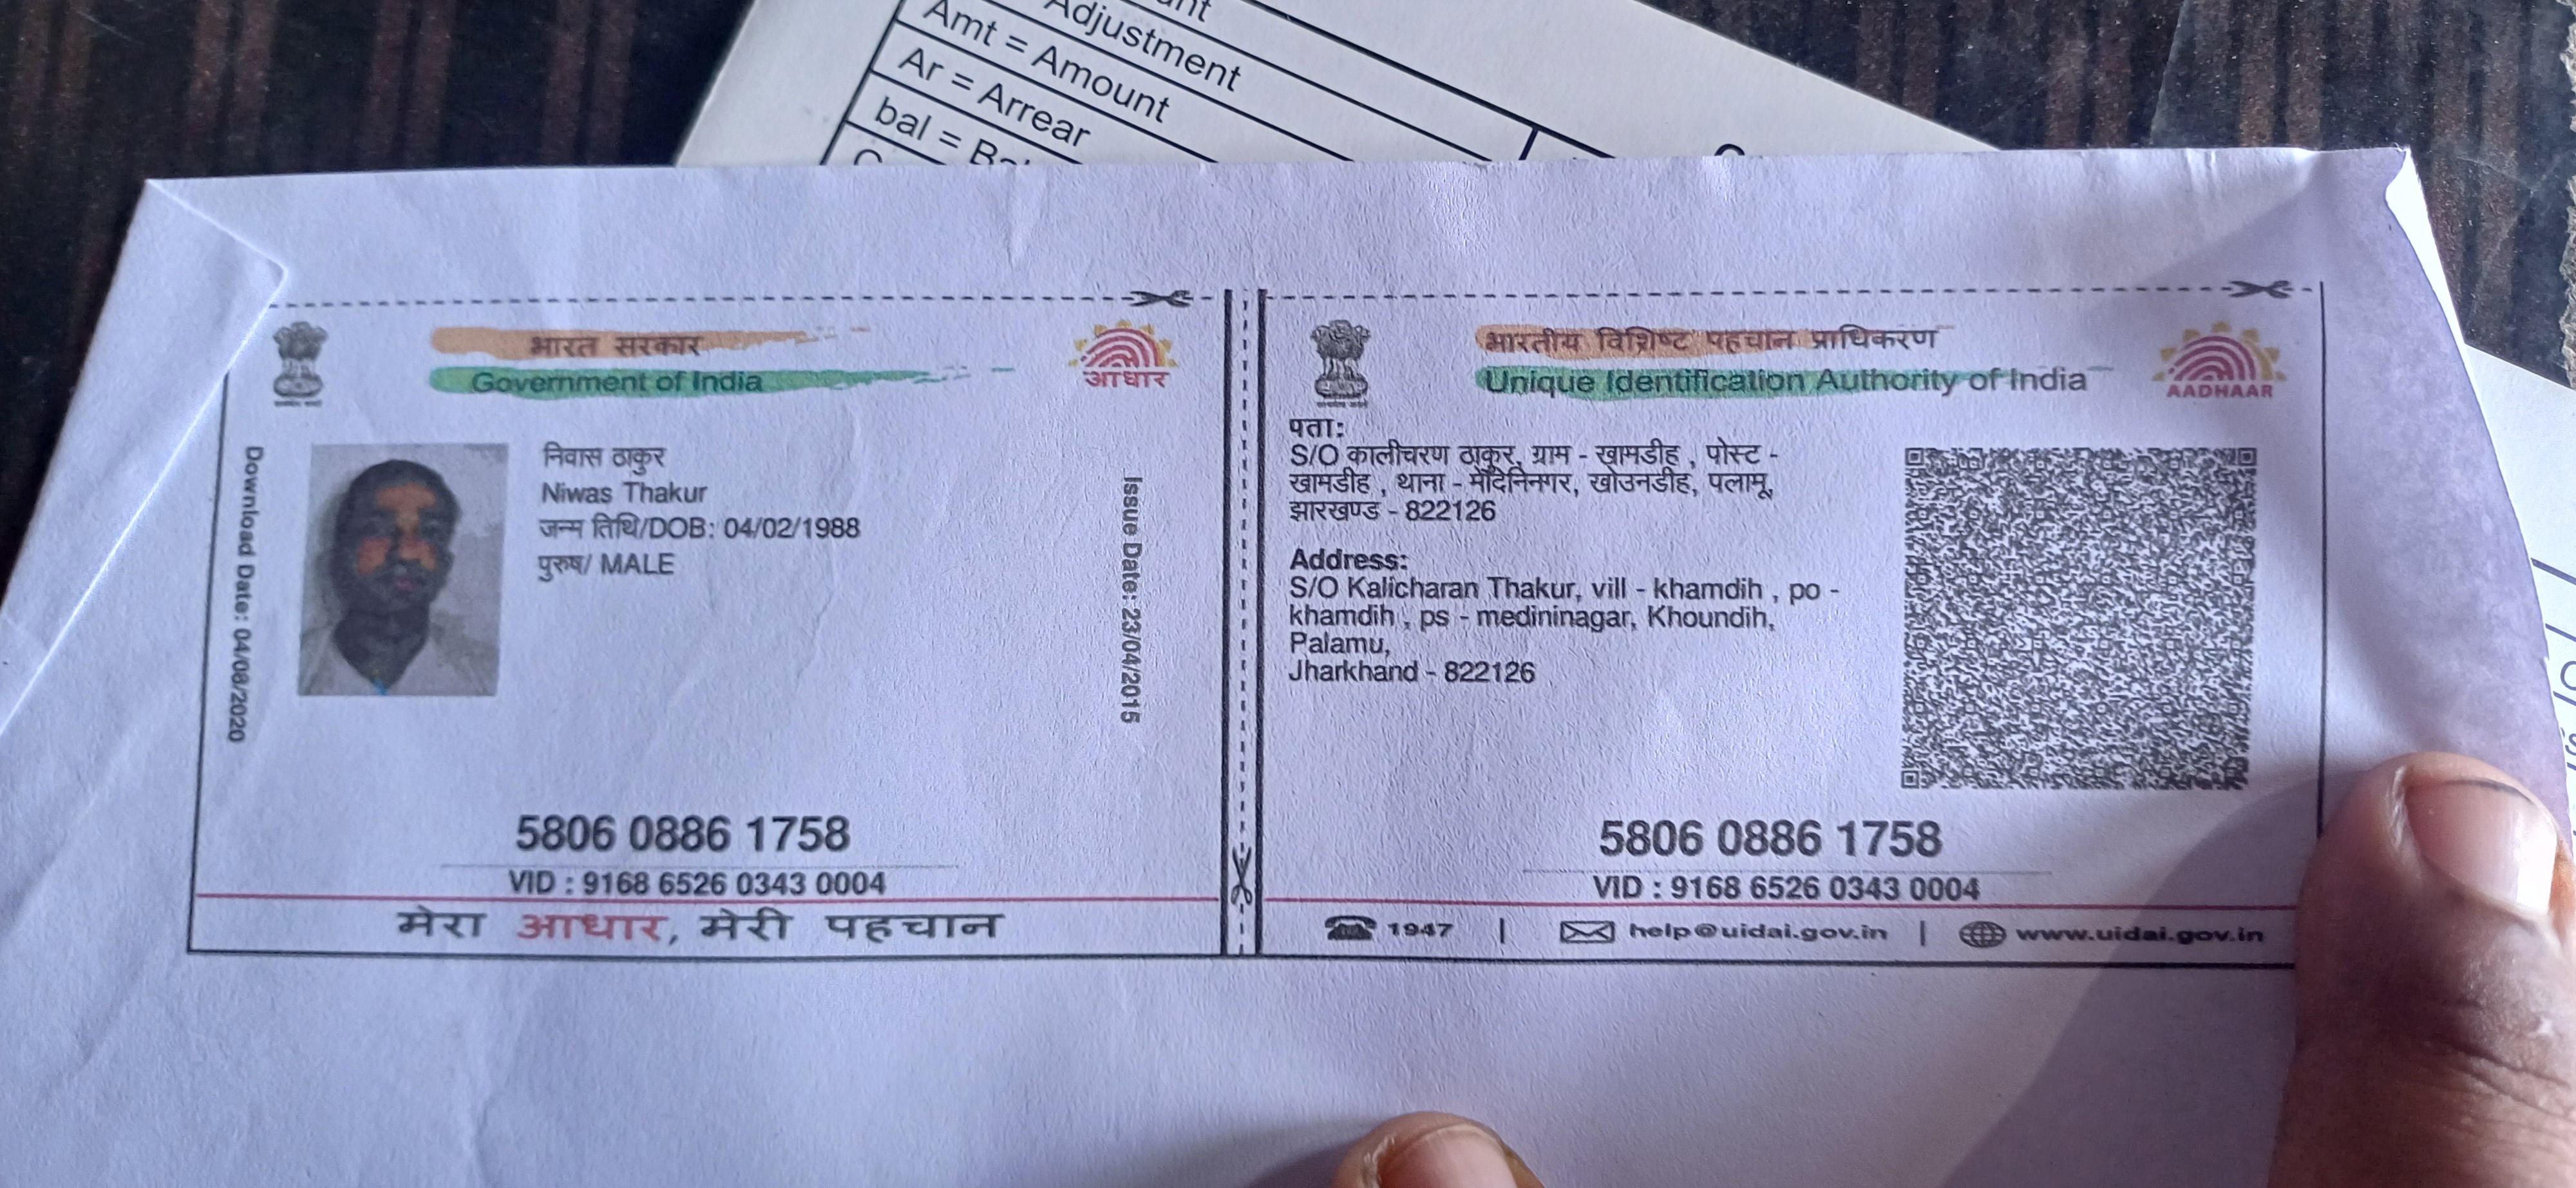 Adjustment
Amt = Amount
Ar = Arrear
bal =
भारत सरकार
Government of India
आधार
Download Date: 04/08/2020
निवास ठाकुर
Niwas Thakur
जन्म तिथि/DOB: 04/02/1988
पुरुष/ MALE
Issue Date: 23/04/2015
5806 0886 1758
VID : 9168 6526 0343 0004
मेरा आधार, मेरी पहचान
भारतीय विशिष्ट पहचान प्राधिकरण
Unique Identification Authority of India
AADHAAR
पता:
S/O कालीचरण ठाकुर, ग्राम - खामडीह , पोस्ट -
खामडीह , थाना - मेदिनिनगर, खोउनडीह, पलामू,
झारखण्ड - 822126
Address:
S/O Kalicharan Thakur, vill - khamdih , po -
khamdih , ps - medininagar, Khoundih,
Palamu,
Jharkhand - 822126
5806 0886 1758
VID : 9168 6526 0343 0004
1947 | help@uidai.gov.in | www.uidai.gov.in